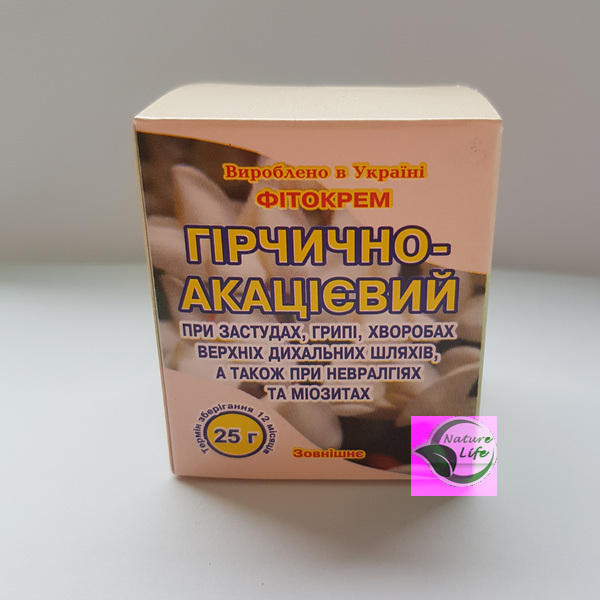 Вироблено в Україні
ФІТОКРЕМ
ГІРЧИЧНО-
АКАЦІЄВИЙ
ПРИ ЗАСТУДАХ, ГРИПІ, ХВОРОБАХ
ВЕРХНІХ ДИХАЛЬНИХ ШЛЯХІВ,
А ТАКОЖ ПРИ НЕВРАЛГІЯХ
ТА МІОЗИТАХ
Термін зберігання 12 місяців
25 г
Зовнішнє
Nature
Life